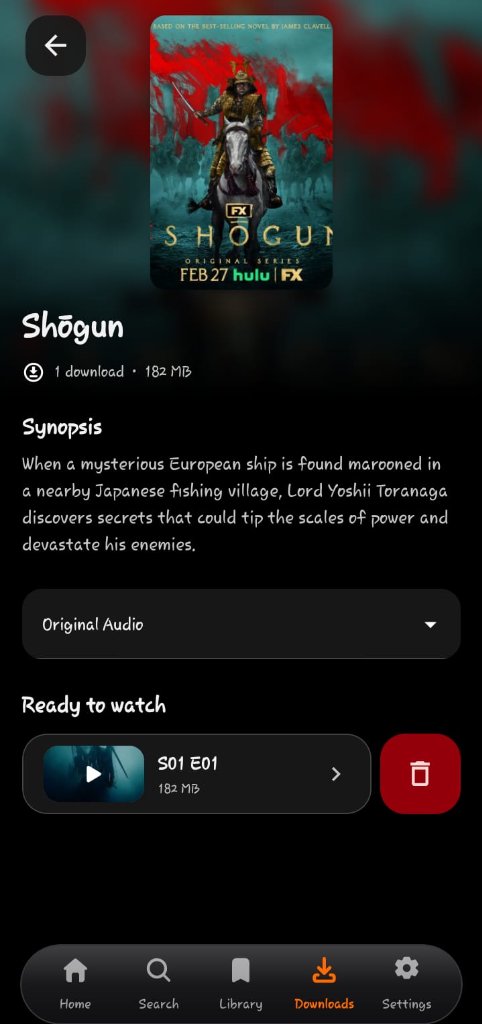 BASED ON THE BEST-SELLING NOVEL BY JAMES CLAVELL
FX
SHŌGUN
ORIGINAL SERIES
FEB 27 hulu | FX
Shōgun
1 download • 182 MB
Synopsis
When a mysterious European ship is found marooned in
a nearby Japanese fishing village, Lord Yoshii Toranaga
discovers secrets that could tip the scales of power and
devastate his enemies.
Original Audio
Ready to watch
S01 E01
182 MB
Home
Search
Library
Downloads
Settings